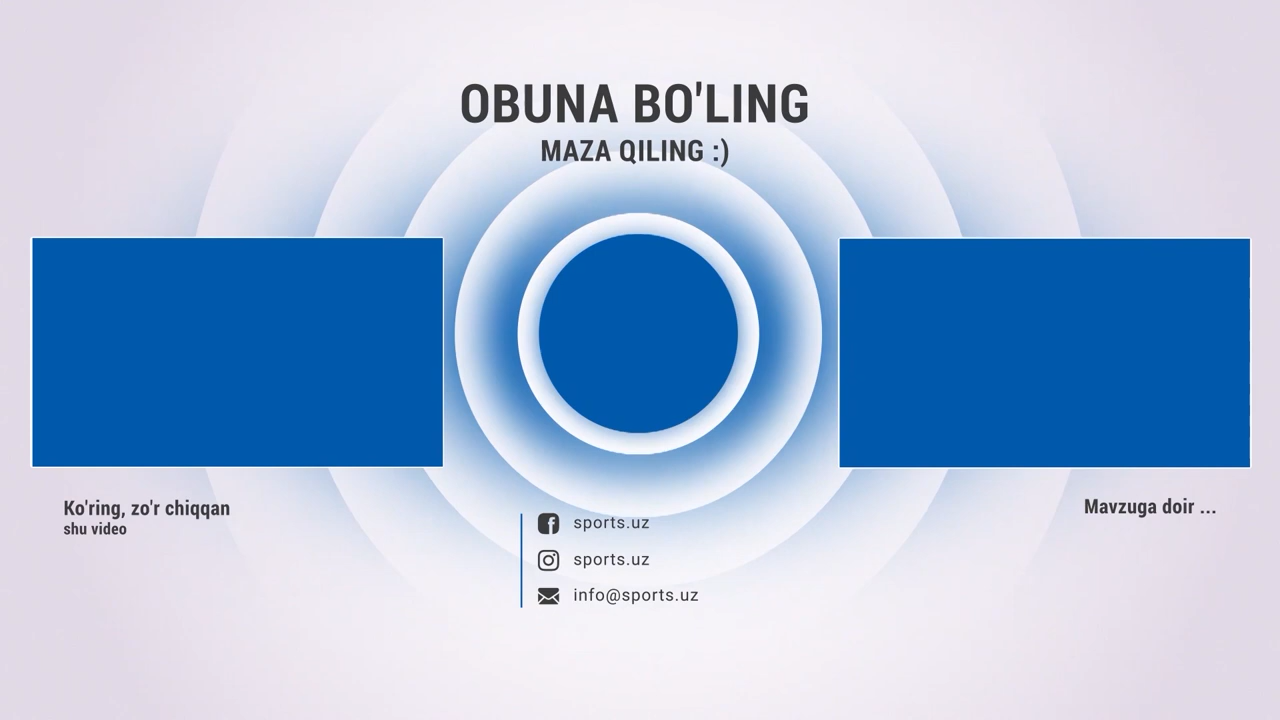 OBUNA BO'LING
MAZA QILING :)
Ko'ring, zo'r chiqqan
shu video
Mavzuga doir ...
sports.uz
sports.uz
info@sports.uz